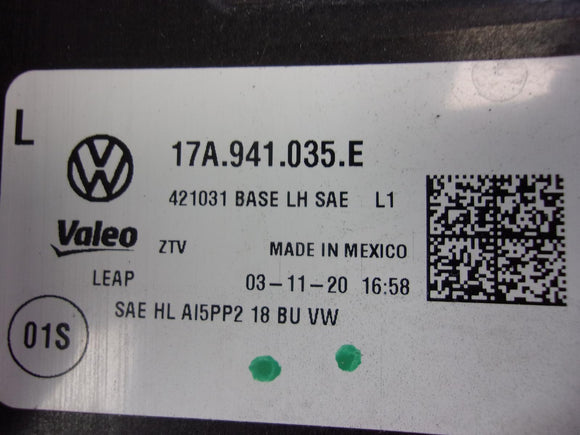 L
17A.941.035.E
421031 BASE LH SAE L1
Valeo ZTV MADE IN MEXICO
LEAP 03-11-20 16:58
SAE HL AI5PP2 18 BU VW
01S